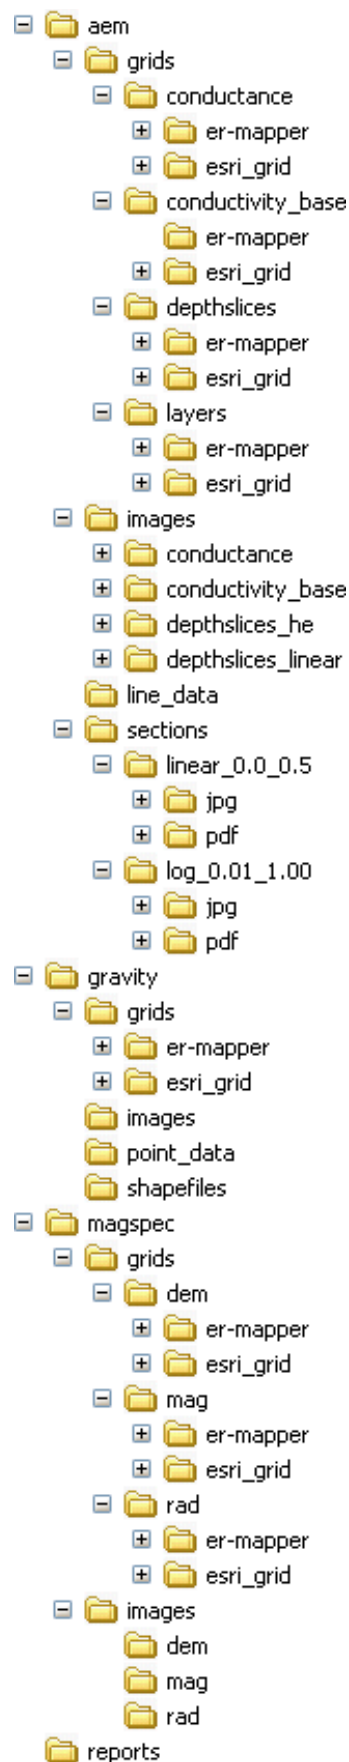 aem
grids
conductance
er-mapper
esri_grid
conductivity_base
er-mapper
esri_grid
depthslices
er-mapper
esri_grid
layers
er-mapper
esri_grid
images
conductance
conductivity_base
depthslices_he
depthslices_linear
line_data
sections
linear_0.0_0.5
jpg
pdf
log_0.01_1.00
jpg
pdf
gravity
grids
er-mapper
esri_grid
images
point_data
shapefiles
magspec
grids
dem
er-mapper
esri_grid
mag
er-mapper
esri_grid
rad
er-mapper
esri_grid
images
dem
mag
rad
reports